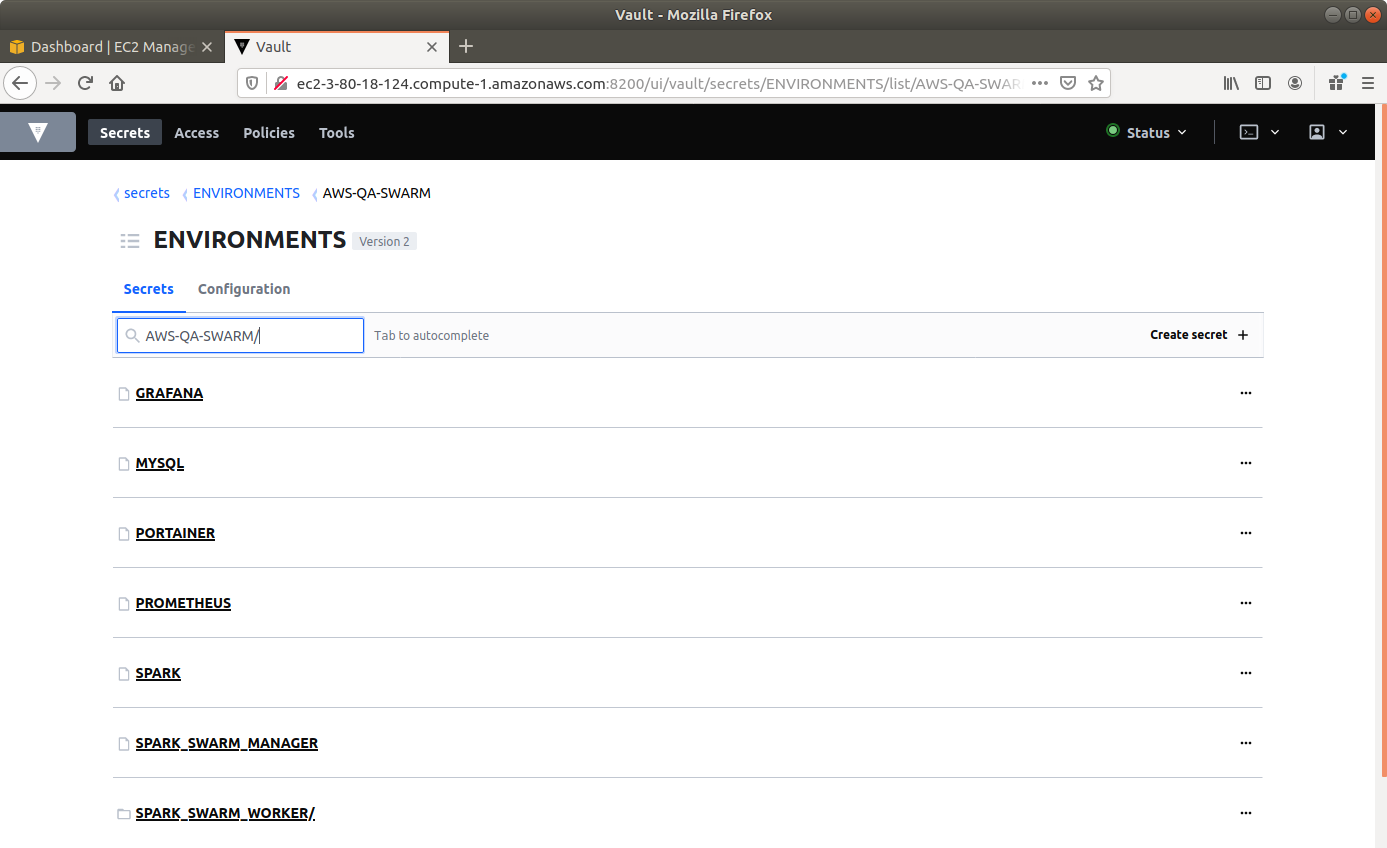 Vault - Mozilla Firefox
Dashboard | EC2 Manage
Vault
ec2-3-80-18-124.compute-1.amazonaws.com:8200/ui/vault/secrets/ENVIRONMENTS/list/AWS-QA-SWAR
Secrets Access Policies Tools Status
secrets ENVIRONMENTS AWS-QA-SWARM
ENVIRONMENTS Version 2
Secrets Configuration
AWS-QA-SWARM/ Tab to autocomplete Create secret +
GRAFANA
MYSQL
PORTAINER
PROMETHEUS
SPARK
SPARK_SWARM_MANAGER
SPARK_SWARM_WORKER/